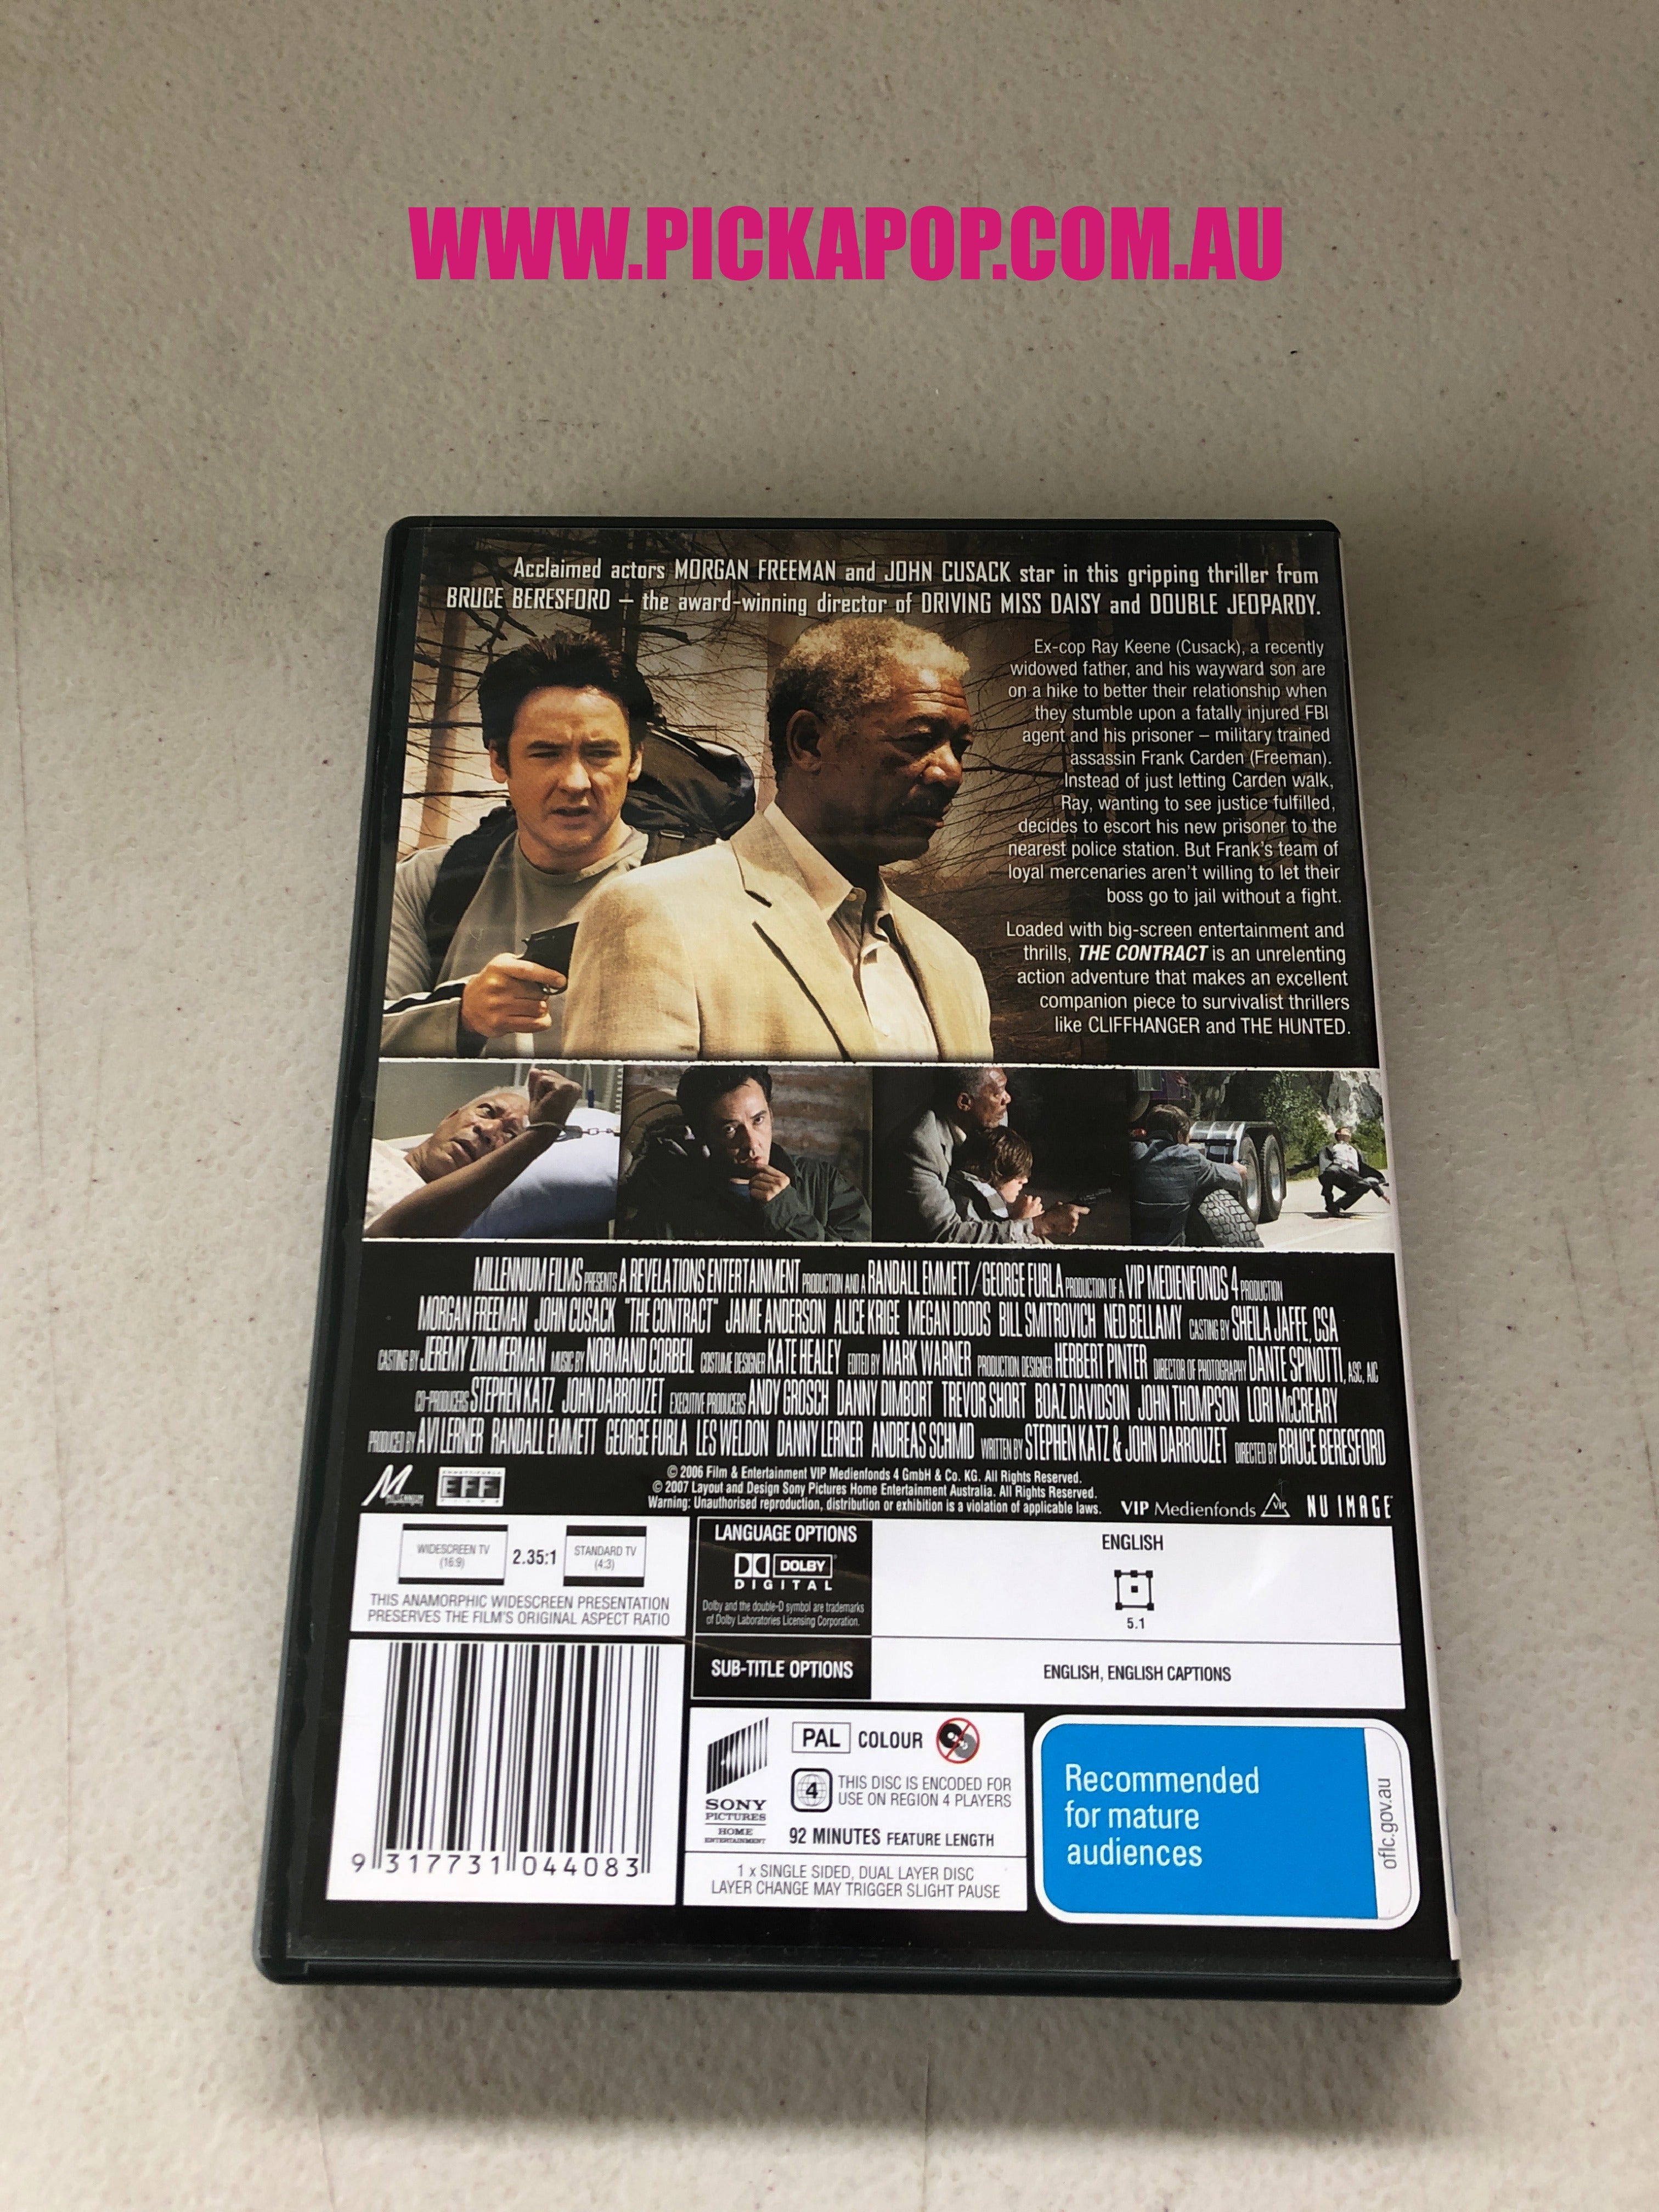 WWW.PICKAPOP.COM.AU
Acclaimed actors MORGAN FREEMAN and JOHN CUSACK star in this gripping thriller from
BRUCE BERESFORD – the award-winning director of DRIVING MISS DAISY and DOUBLE JEOPARDY.
Ex-cop Ray Keene (Cusack), a recently
widowed father, and his wayward son are
on a hike to better their relationship when
they stumble upon a fatally injured FBI
agent and his prisoner – military trained
assassin Frank Carden (Freeman).
Instead of just letting Carden walk,
Ray, wanting to see justice fulfilled,
decides to escort his new prisoner to the
nearest police station. But Frank's team of
loyal mercenaries aren't willing to let their
boss go to jail without a fight.
Loaded with big-screen entertainment and
thrills, THE CONTRACT is an unrelenting
action adventure that makes an excellent
companion piece to survivalist thrillers
like CLIFFHANGER and THE HUNTED.
MILLENNIUM FILMS PRESENTS A REVELATIONS ENTERTAINMENT PRODUCTION AND A RANDALL EMMETT/GEORGE FURLA PRODUCTION OF A VIP MEDIENFONDS 4 PRODUCTION
MORGAN FREEMAN JOHN CUSACK "THE CONTRACT" JAMIE ANDERSON ALICE KRIGE MEGAN DODDS BILL SMITROVICH NED BELLAMY CASTING BY SHEILA JAFFE, CSA
CASTING BY JEREMY ZIMMERMAN MUSIC BY NORMAND CORBEIL COSTUME DESIGNER KATE HEALEY EDITED BY MARK WARNER PRODUCTION DESIGNER HERBERT PINTER DIRECTOR OF PHOTOGRAPHY DANTE SPINOTTI, ASC, AIC
CO-PRODUCERS STEPHEN KATZ JOHN DARROUZET EXECUTIVE PRODUCERS ANDY GROSCH DANNY DIMBORT TREVOR SHORT BOAZ DAVIDSON JOHN THOMPSON LORI McCREARY
PRODUCED BY AVI LERNER RANDALL EMMETT GEORGE FURLA LES WELDON DANNY LERNER ANDREAS SCHMID WRITTEN BY STEPHEN KATZ & JOHN DARROUZET DIRECTED BY BRUCE BERESFORD
M MILLENNIUM
EFF
FILMS
© 2006 Film & Entertainment VIP Medienfonds 4 GmbH & Co. KG. All Rights Reserved.
© 2007 Layout and Design Sony Pictures Home Entertainment Australia. All Rights Reserved.
Warning: Unauthorised reproduction, distribution or exhibition is a violation of applicable laws.
VIP Medienfonds VIP NU IMAGE
WIDESCREEN TV
(16:9)
2.35:1
STANDARD TV
(4:3)
THIS ANAMORPHIC WIDESCREEN PRESENTATION
PRESERVES THE FILM'S ORIGINAL ASPECT RATIO
LANGUAGE OPTIONS
DOLBY
DIGITAL
Dolby and the double-D symbol are trademarks
of Dolby Laboratories Licensing Corporation.
ENGLISH
5.1
SUB-TITLE OPTIONS
ENGLISH, ENGLISH CAPTIONS
9 317731 044083
SONY
PICTURES
HOME
ENTERTAINMENT
PAL COLOUR
4
THIS DISC IS ENCODED FOR
USE ON REGION 4 PLAYERS
92 MINUTES FEATURE LENGTH
1 x SINGLE SIDED, DUAL LAYER DISC
LAYER CHANGE MAY TRIGGER SLIGHT PAUSE
Recommended
for mature
audiences
oflc.gov.au